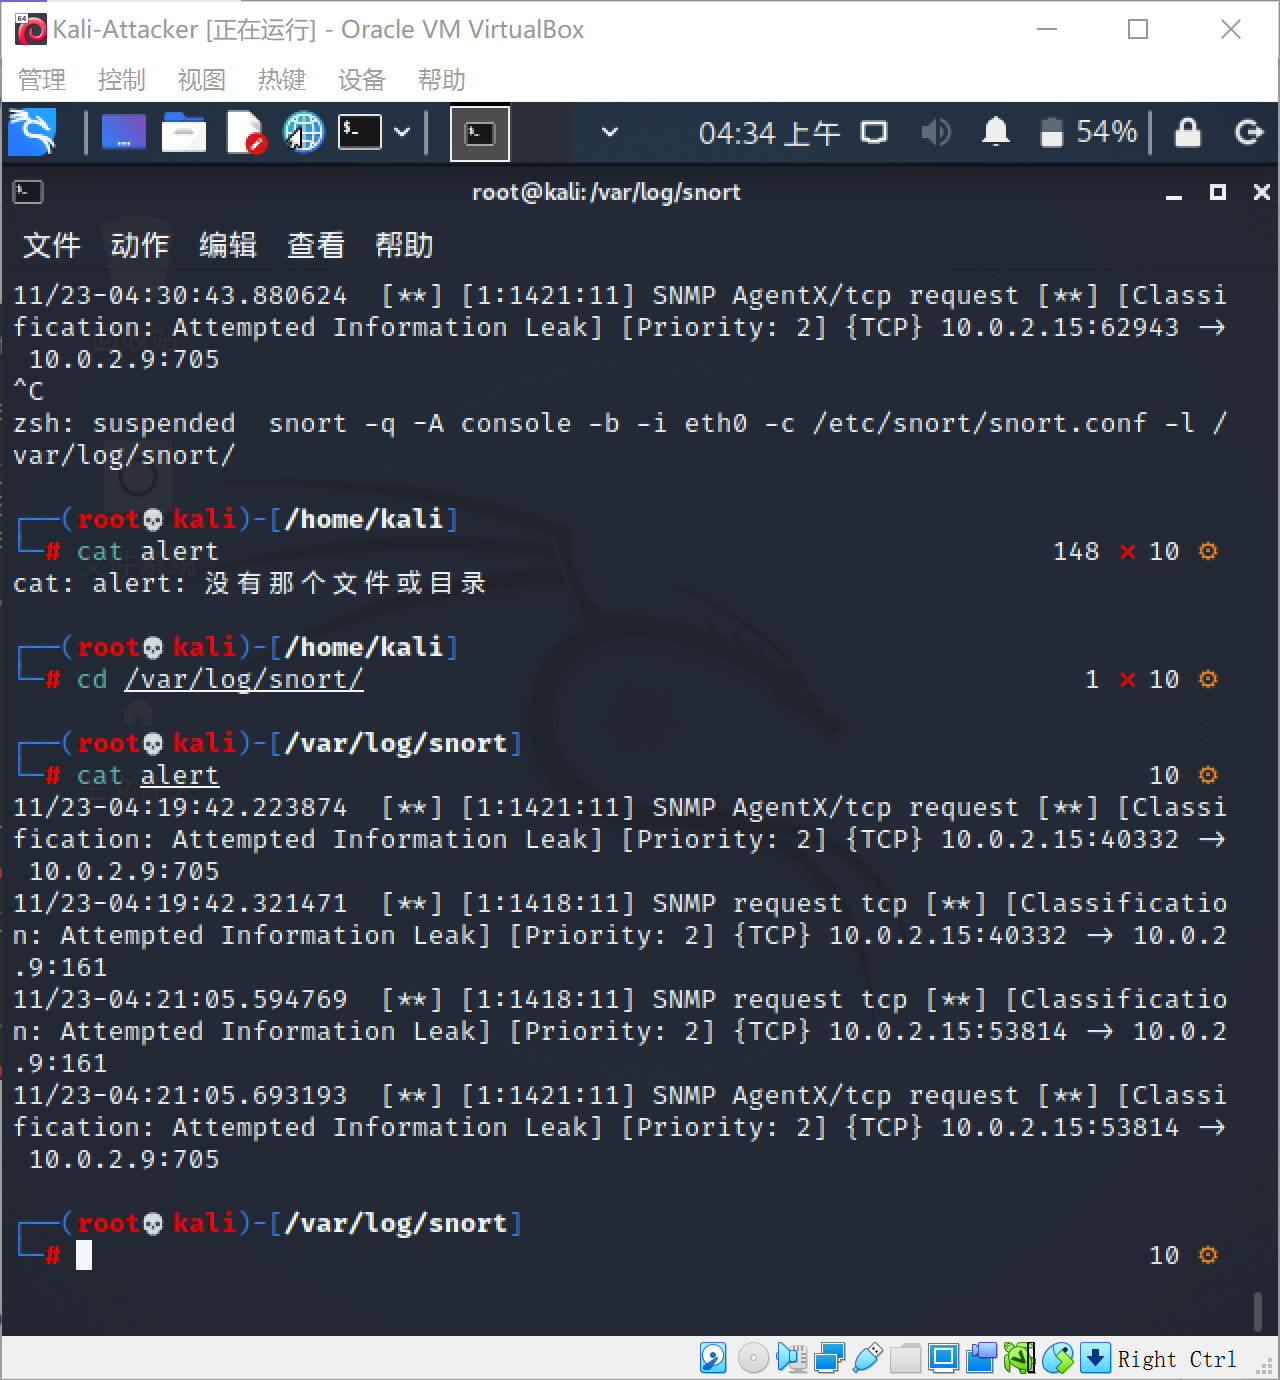 Kali-Attacker [正在运行] - Oracle VM VirtualBox
管理 控制 视图 热键 设备 帮助
04:34 上午 54%
root@kali: /var/log/snort
文件 动作 编辑 查看 帮助
11/23-04:30:43.880624  [**] [1:1421:11] SNMP AgentX/tcp request [**] [Classi
fication: Attempted Information Leak] [Priority: 2] {TCP} 10.0.2.15:62943 ->
10.0.2.9:705
^C
zsh: suspended  snort -q -A console -b -i eth0 -c /etc/snort/snort.conf -l /
var/log/snort/
┌──(root💀kali)-[/home/kali]
└─# cat alert 148 ⨯ 10 ⚙
cat: alert: 没有那个文件或目录
┌──(root💀kali)-[/home/kali]
└─# cd /var/log/snort/ 1 ⨯ 10 ⚙
┌──(root💀kali)-[/var/log/snort]
└─# cat alert 10 ⚙
11/23-04:19:42.223874  [**] [1:1421:11] SNMP AgentX/tcp request [**] [Classi
fication: Attempted Information Leak] [Priority: 2] {TCP} 10.0.2.15:40332 ->
10.0.2.9:705
11/23-04:19:42.321471  [**] [1:1418:11] SNMP request tcp [**] [Classificatio
n: Attempted Information Leak] [Priority: 2] {TCP} 10.0.2.15:40332 -> 10.0.2
.9:161
11/23-04:21:05.594769  [**] [1:1418:11] SNMP request tcp [**] [Classificatio
n: Attempted Information Leak] [Priority: 2] {TCP} 10.0.2.15:53814 -> 10.0.2
.9:161
11/23-04:21:05.693193  [**] [1:1421:11] SNMP AgentX/tcp request [**] [Classi
fication: Attempted Information Leak] [Priority: 2] {TCP} 10.0.2.15:53814 ->
10.0.2.9:705
┌──(root💀kali)-[/var/log/snort]
└─# 10 ⚙
Right Ctrl